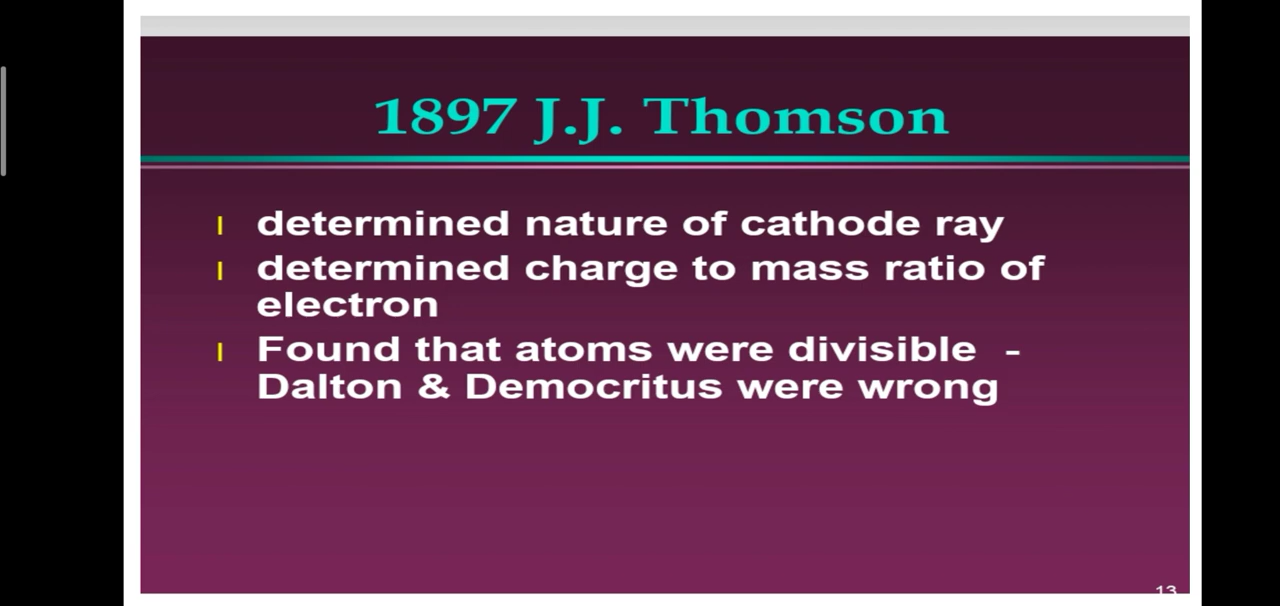 1897 J.J. Thomson
l determined nature of cathode ray
l determined charge to mass ratio of
electron
l Found that atoms were divisible -
Dalton & Democritus were wrong
13